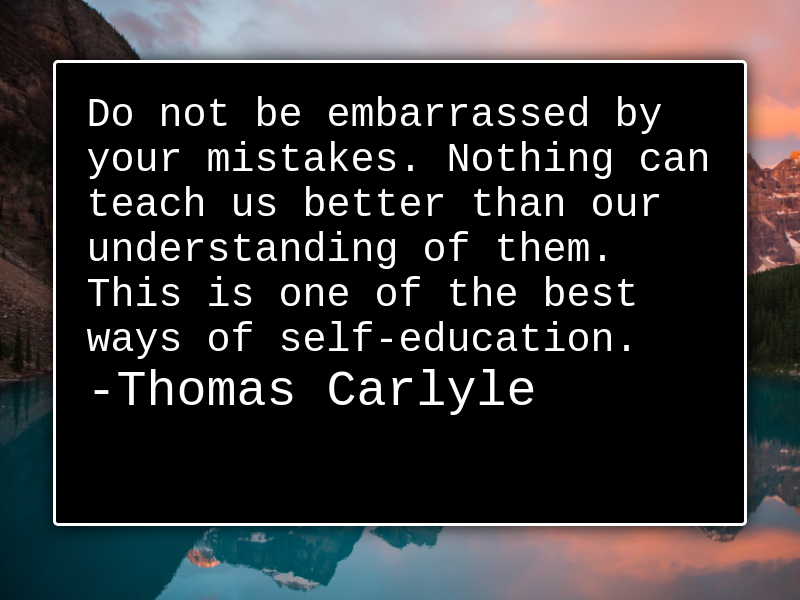 Do not be embarrassed by
your mistakes. Nothing can
teach us better than our
understanding of them.
This is one of the best
ways of self-education.
-Thomas Carlyle